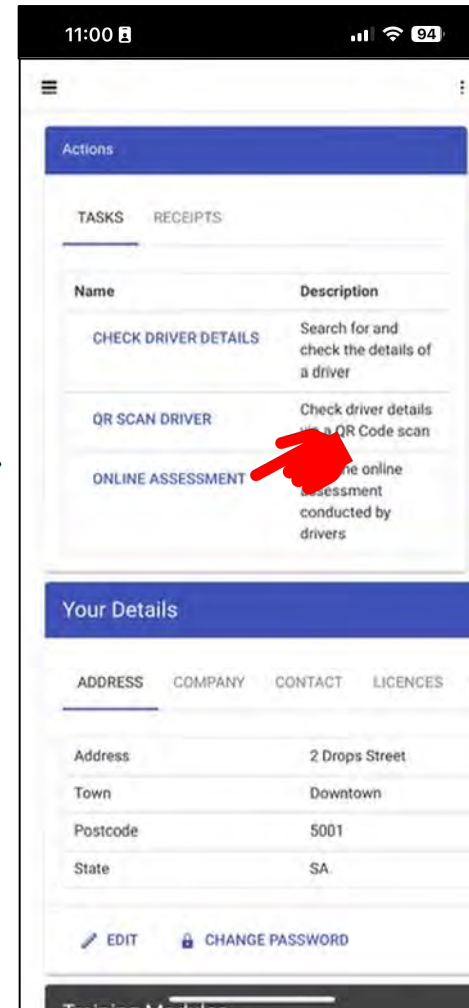 11:00
94
Actions
TASKS RECEIPTS
Name Description
CHECK DRIVER DETAILS Search for and
check the details of
a driver
QR SCAN DRIVER Check driver details
via a QR Code scan
ONLINE ASSESSMENT online
assessment
conducted by
drivers
Your Details
ADDRESS COMPANY CONTACT LICENCES
Address 2 Drops Street
Town Downtown
Postcode 5001
State SA
EDIT CHANGE PASSWORD